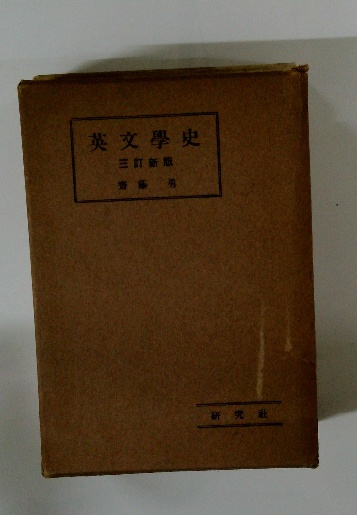 英文學史
三訂新版
齋藤 勇
研究社